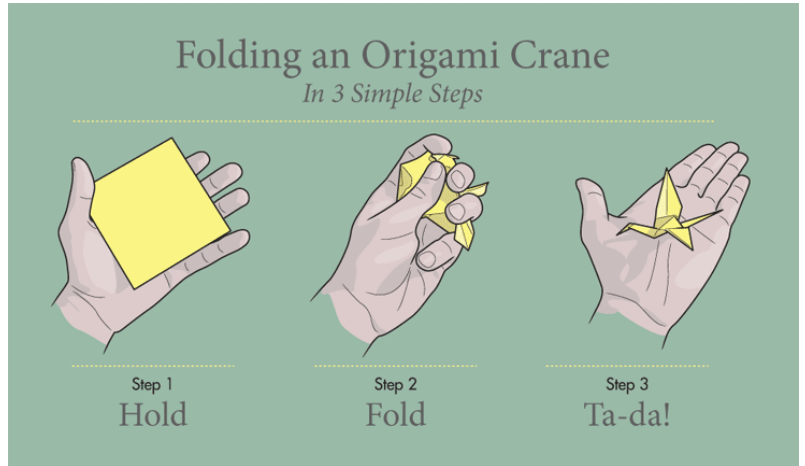 Folding an Origami Crane
In 3 Simple Steps
Step 1
Hold
Step 2
Fold
Step 3
Ta-da!